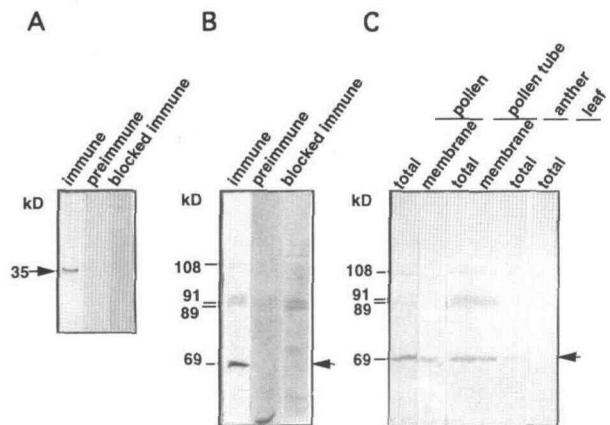 A
immune
preimmune
blocked immune
kD
35
B
immune
preimmune
blocked immune
kD
108
91
89
69
C
pollen
pollen tube
anther
leaf
total
membrane
total
membrane
total
total
kD
108
91
89
69